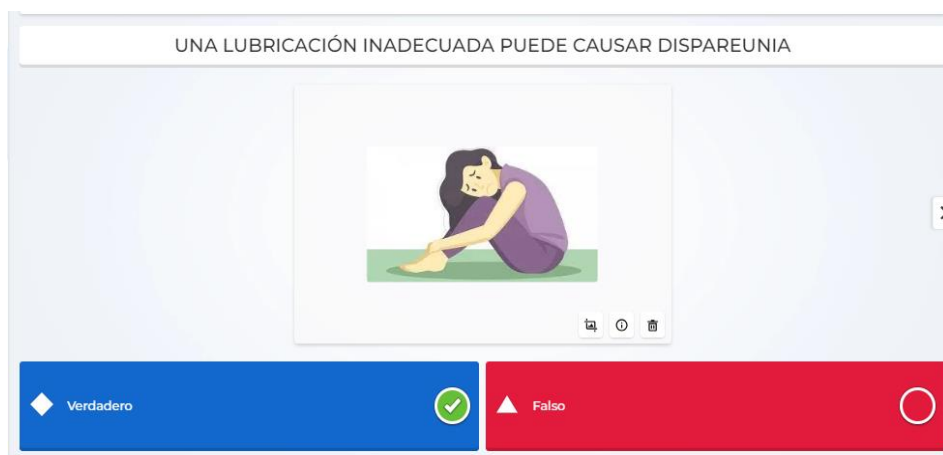 UNA LUBRICACIÓN INADECUADA PUEDE CAUSAR DISPAREUNIA
Verdadero
Falso